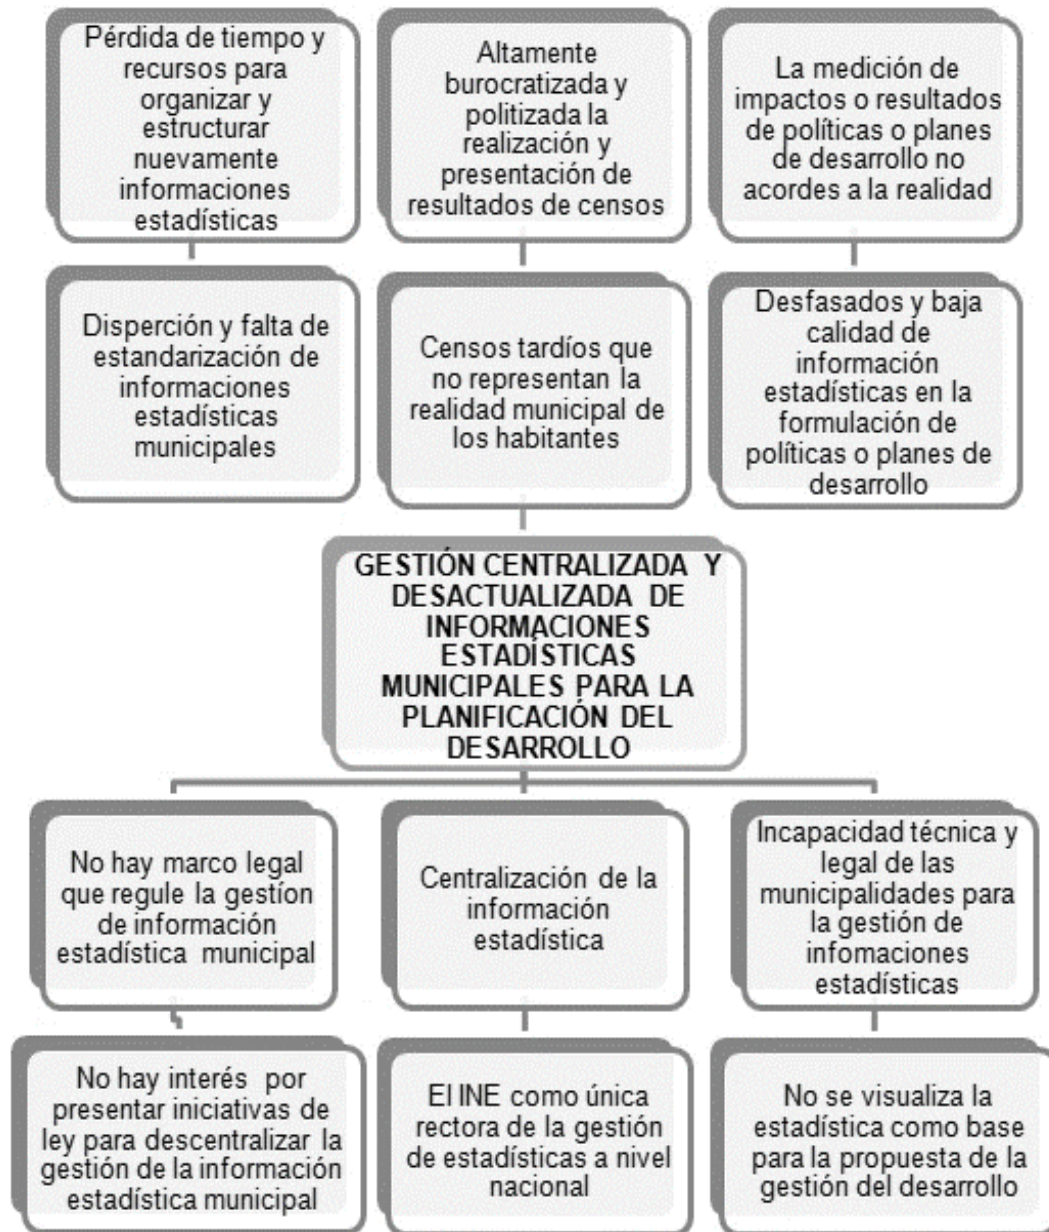 Pérdida de tiempo y
recursos para
organizar y
estructurar
nuevamente
informaciones
estadísticas
Altamente
burocratizada y
politizada la
realización y
presentación de
resultados de censos
La medición de
impactos o resultados
de políticas o planes
de desarrollo no
acordes a la realidad
Disperción y falta de
estandarización de
informaciones
estadísticas
municipales
Censos tardíos que
no representan la
realidad municipal de
los habitantes
Desfasados y baja
calidad de
información
estadísticas en la
formulación de
políticas o planes de
desarrollo
GESTIÓN CENTRALIZADA Y
DESACTUALIZADA DE
INFORMACIONES
ESTADÍSTICAS
MUNICIPALES PARA LA
PLANIFICACIÓN DEL
DESARROLLO
No hay marco legal
que regule la gestíon
de información
estadística municipal
Centralización de la
información
estadística
Incapacidad técnica y
legal de las
municipalidades para
la gestión de
infomaciones
estadísticas
No hay interés por
presentar iniciativas de
ley para descentralizar la
gestión de la información
estadística municipal
El INE como única
rectora de la gestión
de estadísticas a nivel
nacional
No se visualiza la
estadística como base
para la propuesta de la
gestión del desarrollo